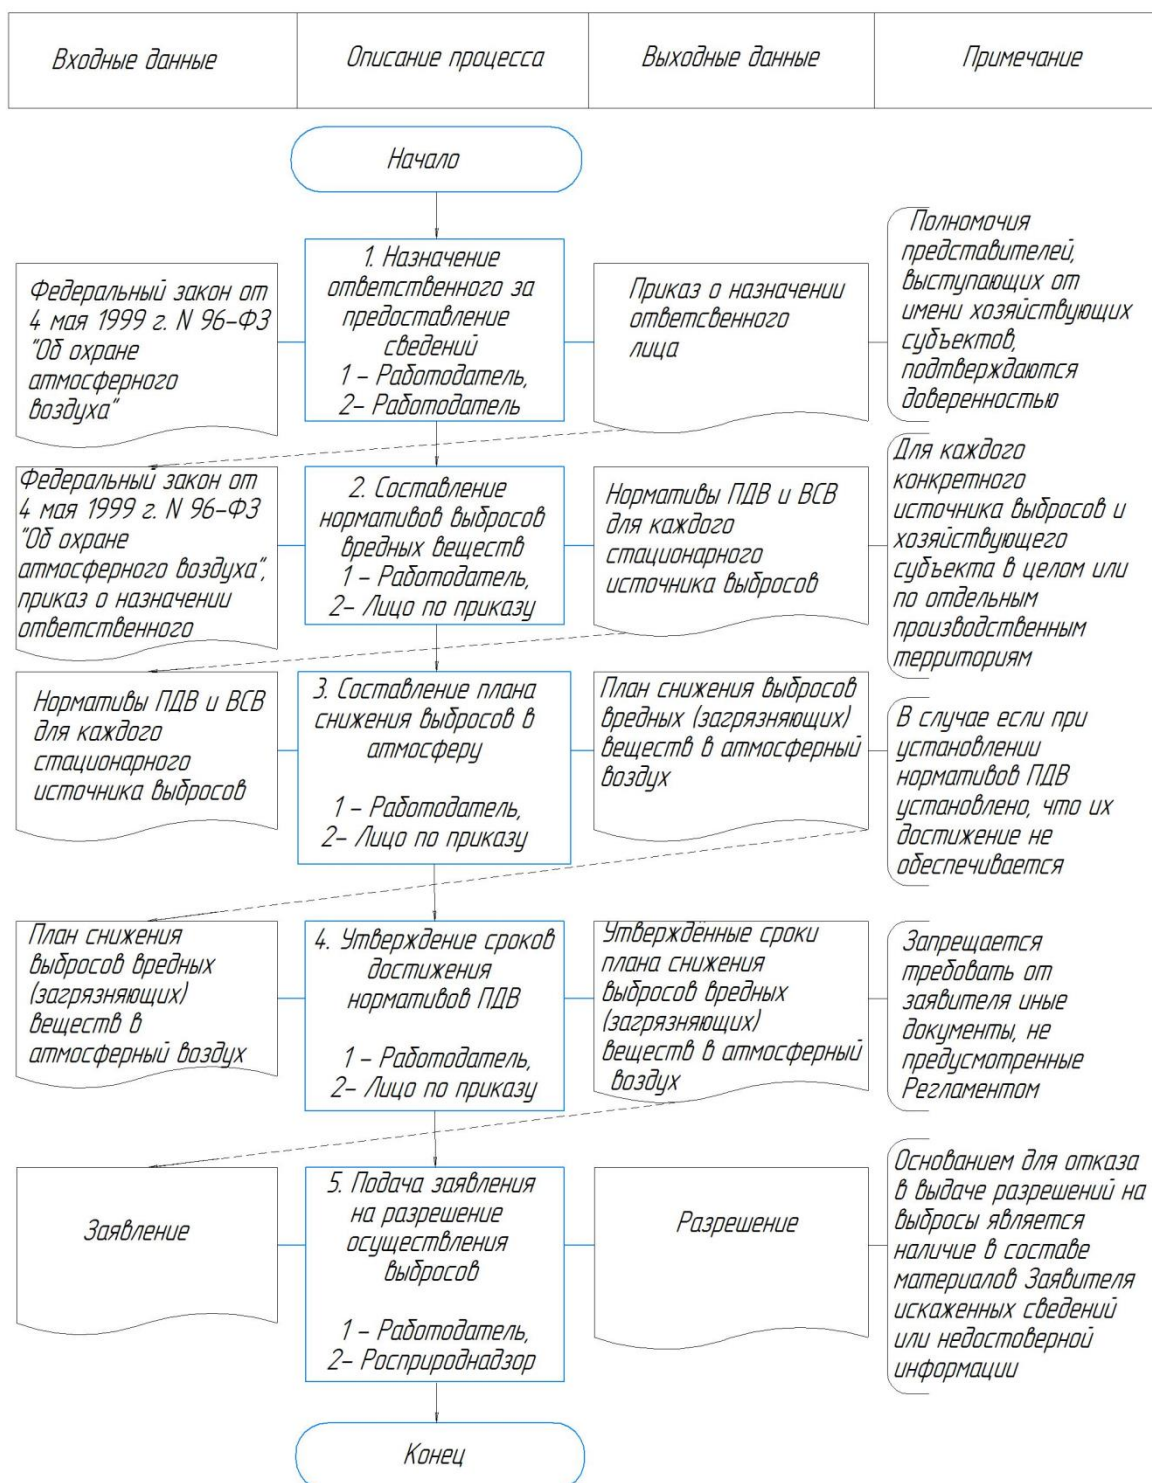 Входные данные
Описание процесса
Выходные данные
Примечание
Начало
Федеральный закон от
4 мая 1999 г. N 96-ФЗ
"Об охране
атмосферного
воздуха"
1. Назначение
ответственного за
предоставление
сведений
1 - Работодатель,
2- Работодатель
Приказ о назначении
ответсвенного
лица
Полномочия
представителей,
выступающих от
имени хозяйствующих
субъектов,
подтверждаются
доверенностью
Федеральный закон от
4 мая 1999 г. N 96-ФЗ
"Об охране
атмосферного воздуха",
приказ о назначении
ответственного
2. Составление
нормативов выбросов
вредных веществ
1 - Работодатель,
2- Лицо по приказу
Нормативы ПДВ и ВСВ
для каждого
стационарного
источника выбросов
Для каждого
конкретного
источника выбросов и
хозяйствующего
субъекта в целом или
по отдельным
производственным
территориям
Нормативы ПДВ и ВСВ
для каждого
стационарного
источника выбросов
3. Составление плана
снижения выбросов в
атмосферу
1 - Работодатель,
2- Лицо по приказу
План снижения выбросов
вредных (загрязняющих)
веществ в атмосферный
воздух
В случае если при
установлении
нормативов ПДВ
установлено, что их
достижение не
обеспечивается
План снижения
выбросов вредных
(загрязняющих)
веществ в
атмосферный воздух
4. Утверждение сроков
достижения
нормативов ПДВ
1 - Работодатель,
2- Лицо по приказу
Утверждённые сроки
плана снижения
выбросов вредных
(загрязняющих)
веществ в атмосферный
воздух
Запрещается
требовать от
заявителя иные
документы, не
предусмотренные
Регламентом
Заявление
5. Подача заявления
на разрешение
осуществления
выбросов
1 - Работодатель,
2- Росприроднадзор
Разрешение
Основанием для отказа
в выдаче разрешений на
выбросы является
наличие в составе
материалов Заявителя
искаженных сведений
или недостоверной
информации
Конец